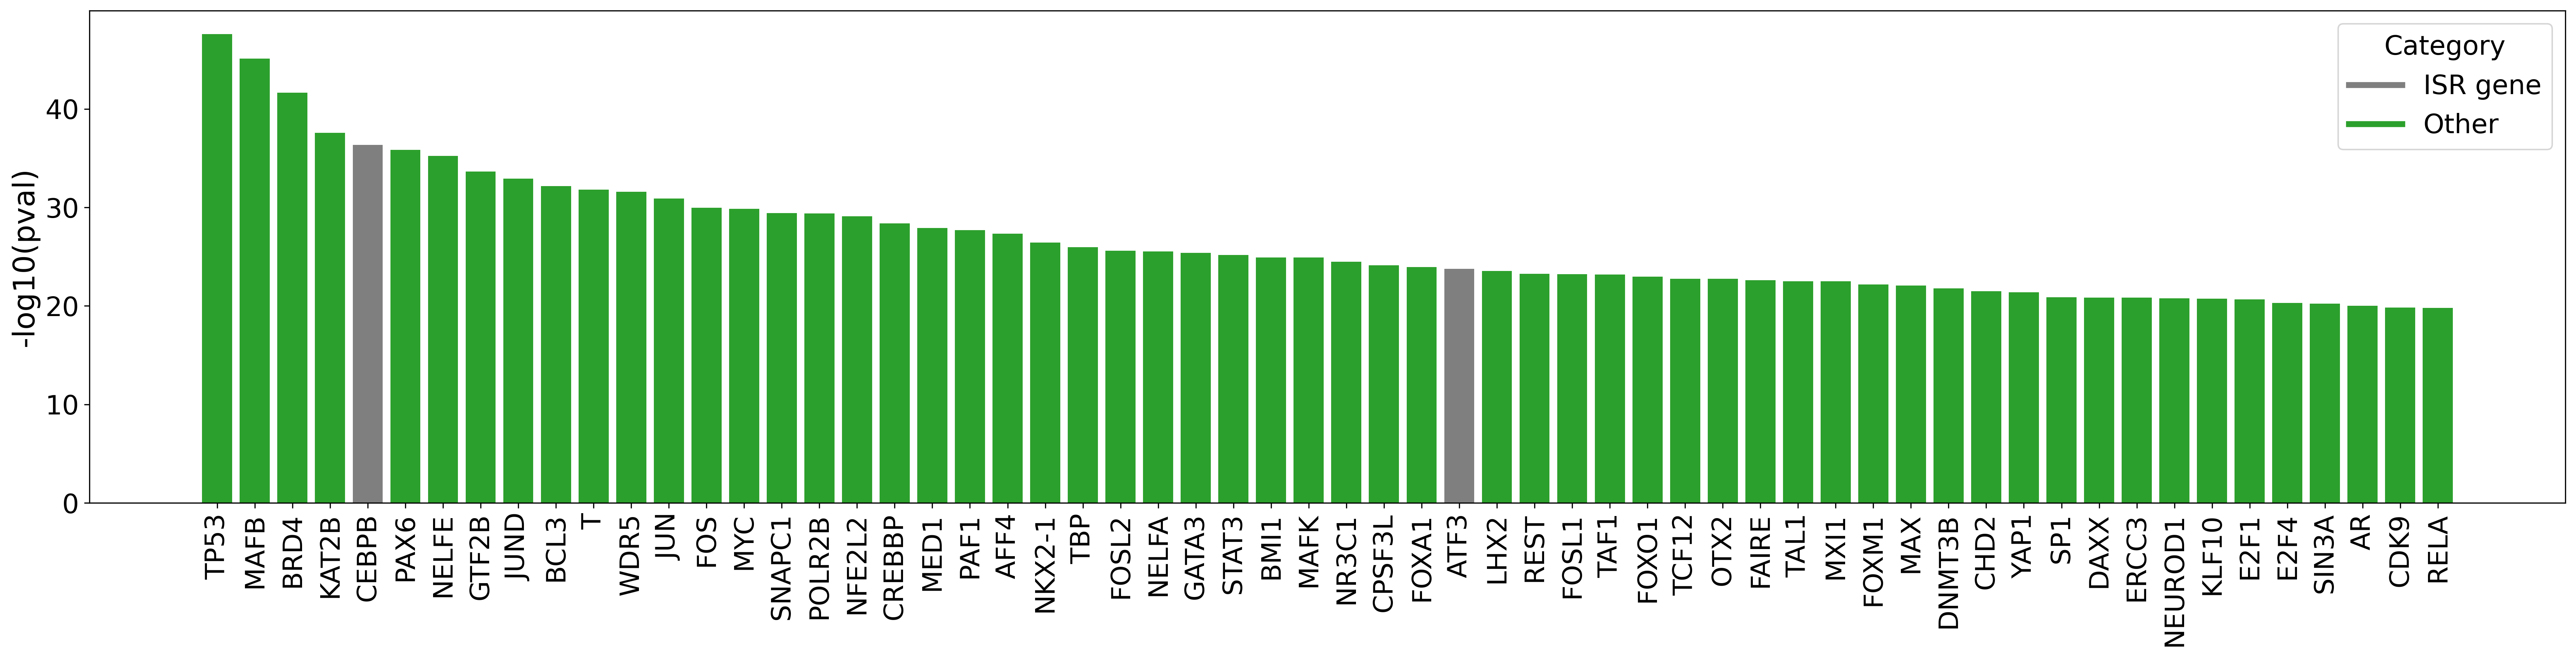 -log10(pval)
40
30
20
10
0
Category
ISR gene
Other
TP53
MAFB
BRD4
KAT2B
CEBPB
PAX6
NELFE
GTF2B
JUND
BCL3
T
WDR5
JUN
FOS
MYC
SNAPC1
POLR2B
NFE2L2
CREBBP
MED1
PAF1
AFF4
NKX2-1
TBP
FOSL2
NELFA
GATA3
STAT3
BMI1
MAFK
NR3C1
CPSF3L
FOXA1
ATF3
LHX2
REST
FOSL1
TAF1
FOXO1
TCF12
OTX2
FAIRE
TAL1
MXI1
FOXM1
MAX
DNMT3B
CHD2
YAP1
SP1
DAXX
ERCC3
NEUROD1
KLF10
E2F1
E2F4
SIN3A
AR
CDK9
RELA